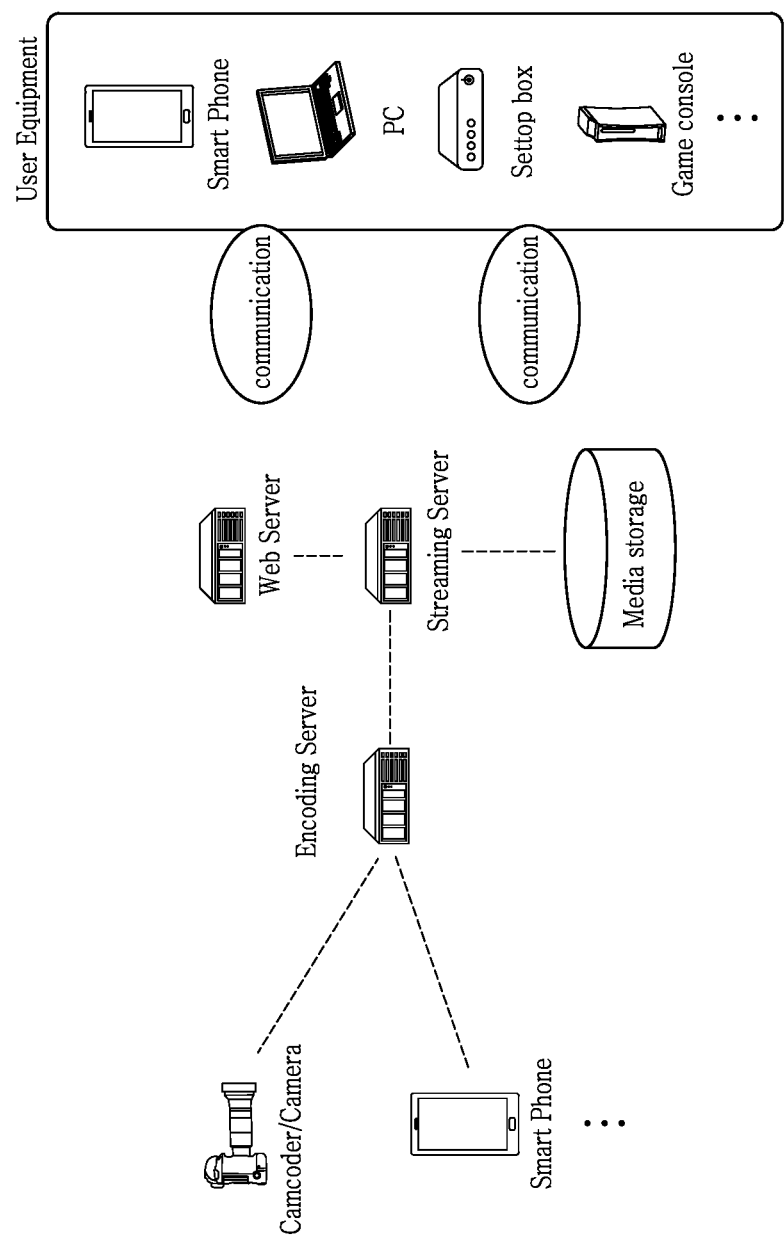 User Equipment
Smart Phone
PC
Settop box
Game console
communication
communication
Web Server
Streaming Server
Media storage
Encoding Server
Camcoder/Camera
Smart Phone